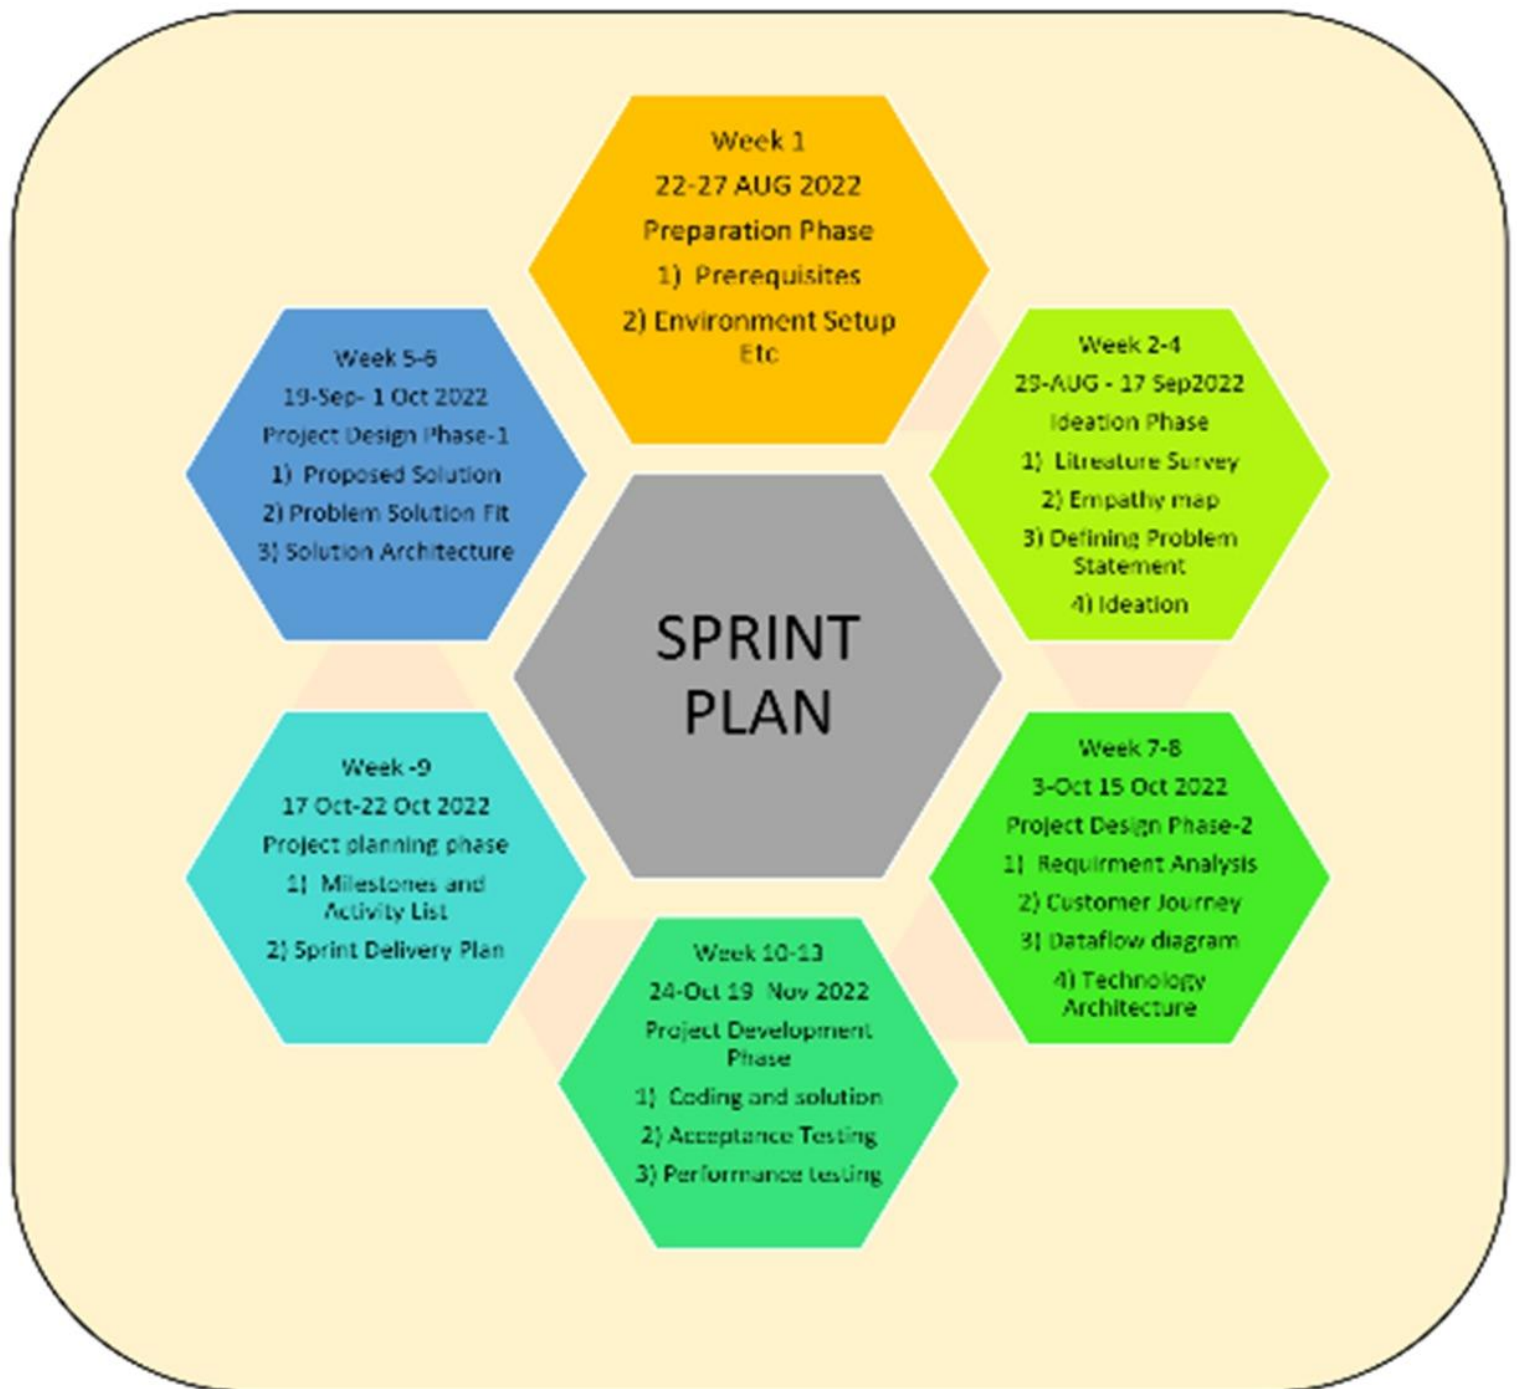 Week 1
22-27 AUG 2022
Preparation Phase
1) Prerequisites
2) Environment Setup
Etc
Week 2-4
29-AUG - 17 Sep2022
Ideation Phase
1) Litreature Survey
2) Empathy map
3) Defining Problem
Statement
4) Ideation
Week 5-6
19-Sep- 1 Oct 2022
Project Design Phase-1
1) Proposed Solution
2) Problem Solution Fit
3) Solution Architecture
SPRINT
PLAN
Week 7-8
3-Oct 15 Oct 2022
Project Design Phase-2
1) Requirment Analysis
2) Customer Journey
3) Dataflow diagram
4) Technology
Architecture
Week -9
17 Oct-22 Oct 2022
Project planning phase
1) Milestones and
Activity List
2) Sprint Delivery Plan
Week 10-13
24-Oct 19 Nov 2022
Project Development
Phase
1) Coding and solution
2) Acceptance Testing
3) Performance testing